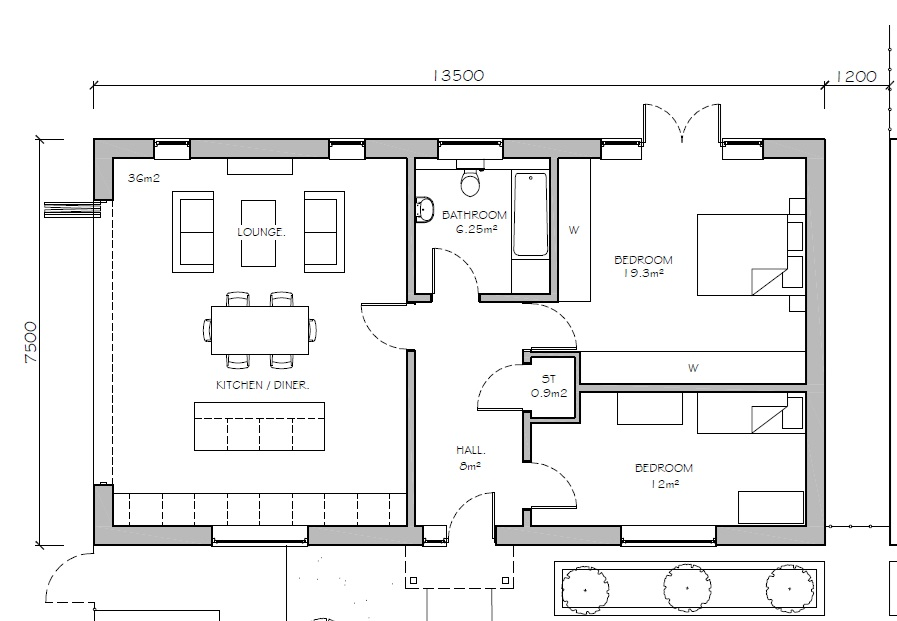 13500
1200
7500
36m2
LOUNGE.
KITCHEN / DINER.
BATHROOM
6.25m²
W
BEDROOM
19.3m²
W
ST
0.9m2
HALL.
8m²
BEDROOM
12m²